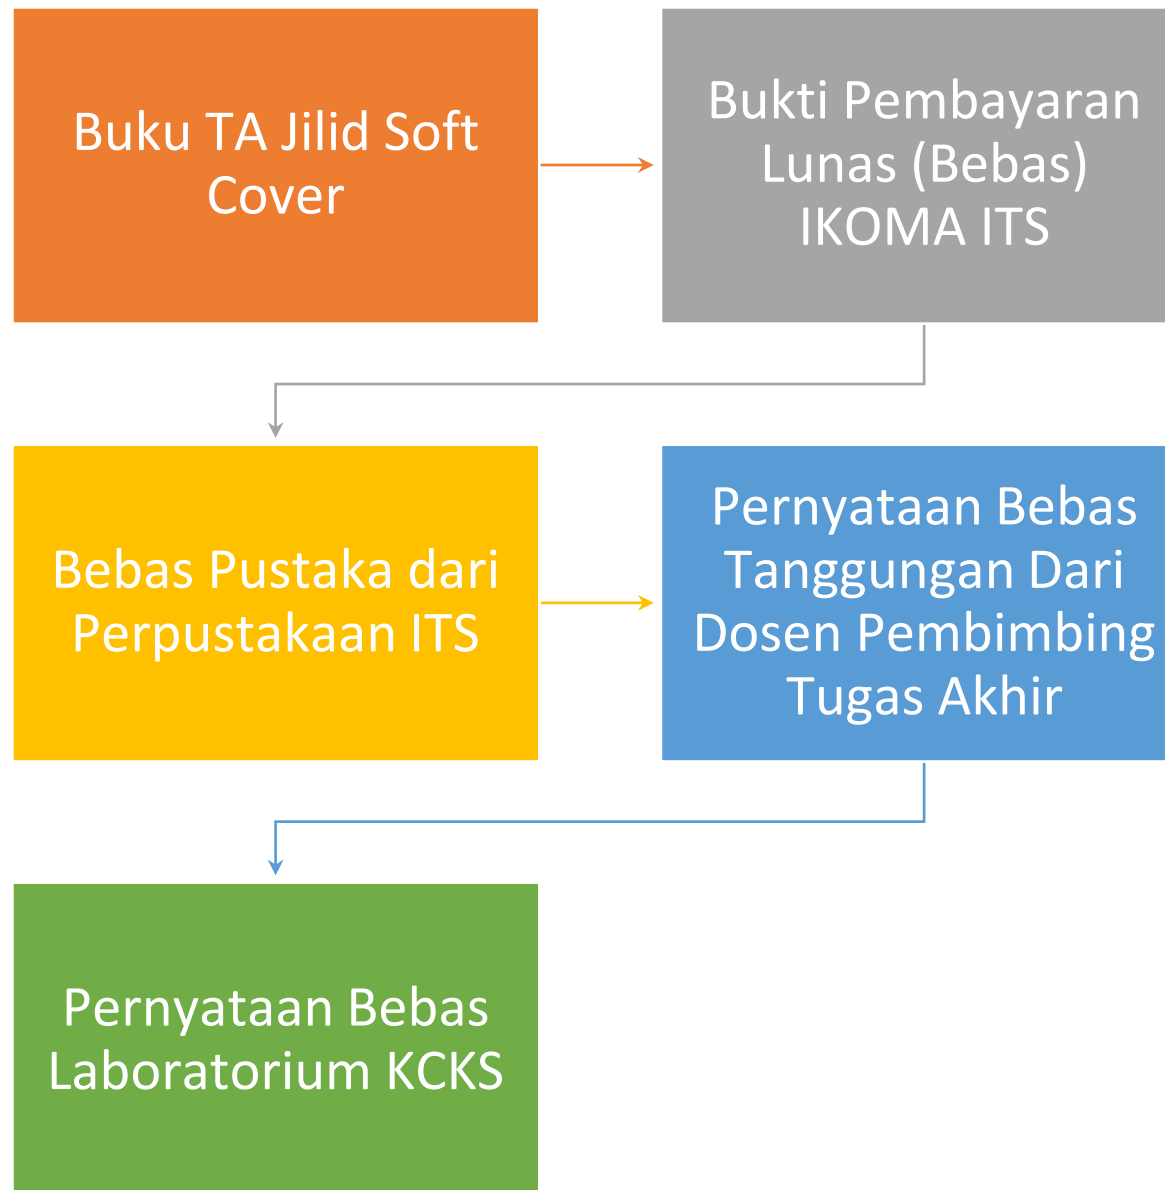 Buku TA Jilid Soft
Cover
Bukti Pembayaran
Lunas (Bebas)
IKOMA ITS
Bebas Pustaka dari
Perpustakaan ITS
Pernyataan Bebas
Tanggungan Dari
Dosen Pembimbing
Tugas Akhir
Pernyataan Bebas
Laboratorium KCKS